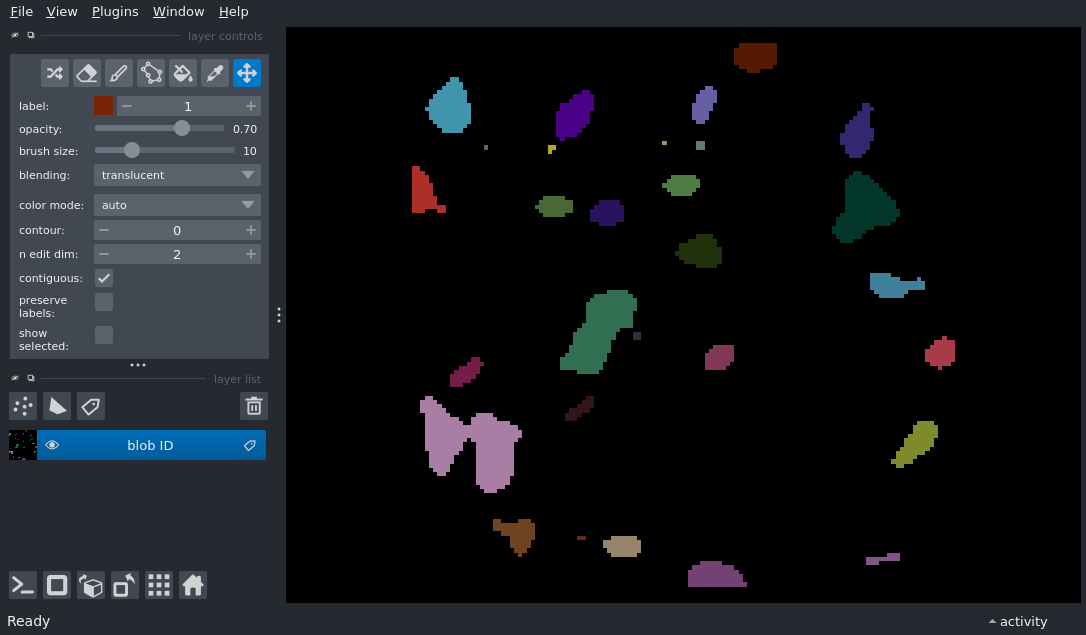 File View Plugins Window Help
layer controls
label: 1
opacity: 0.70
brush size: 10
blending: translucent
color mode: auto
contour: 0
n edit dim: 2
contiguous:
preserve
labels:
show
selected:
layer list
blob ID
Ready
activity